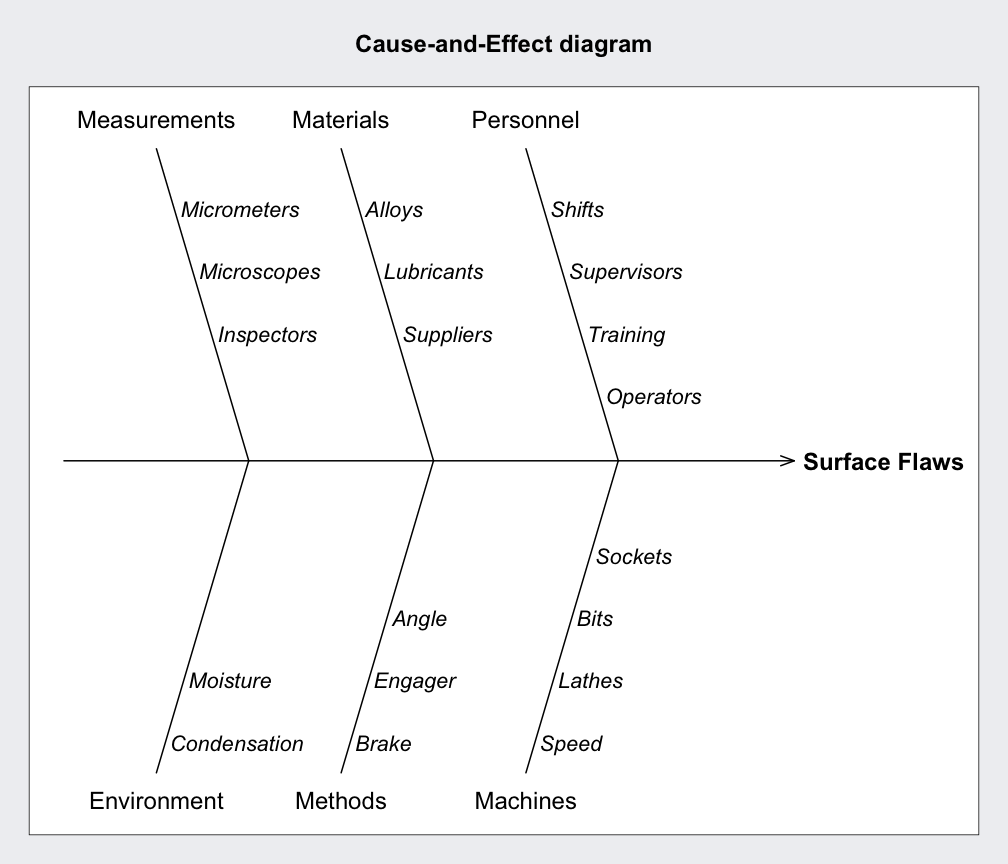 Cause-and-Effect diagram
Measurements
Materials
Personnel
Micrometers
Alloys
Shifts
Microscopes
Lubricants
Supervisors
Inspectors
Suppliers
Training
Operators
Surface Flaws
Sockets
Angle
Bits
Moisture
Engager
Lathes
Condensation
Brake
Speed
Environment
Methods
Machines